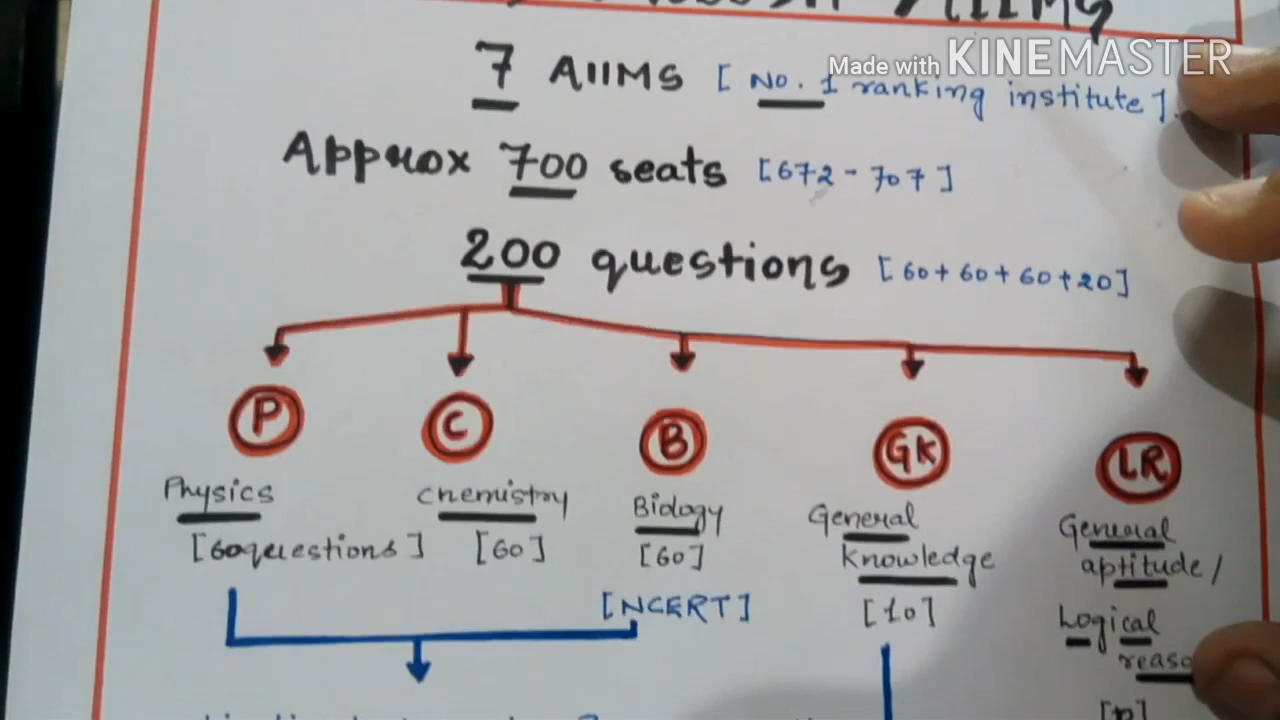 AIIMS
Made with KINEMASTER
7 AIIMS [ No. 1 ranking institute ].
Approx 700 seats [672 - 707]
200 questions [60+60+60+20]
P C B GK LR
Physics
[60questions]
chemistry
[60]
Biology
[60]
[NCERT]
General
knowledge
[10]
General
aptitude /
Logical
reaso